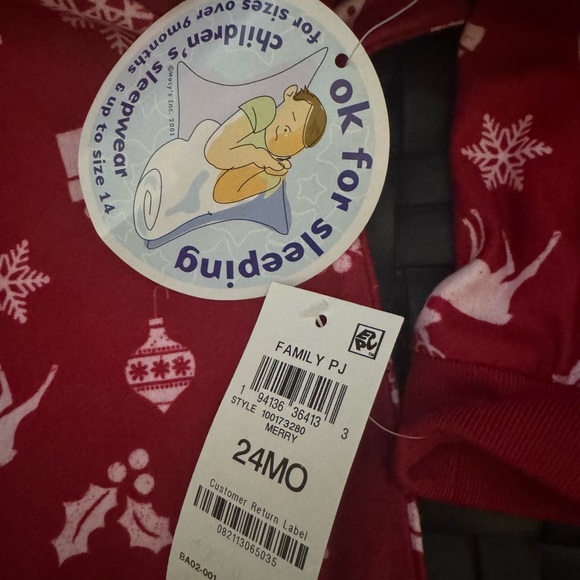 ok for sleeping
children's sleepwear
for sizes over 9months & up to size 14
©Macy's Inc. 2001
FAMILY PJ
1 94136 36413 3
STYLE 100173280
MERRY
24MO
Customer Return Label
082113065035
BA02-001